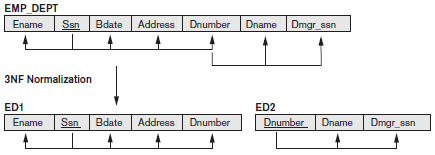 EMP_DEPT
Ename Ssn Bdate Address Dnumber Dname Dmgr_ssn
3NF Normalization
ED1 ED2
Ename Ssn Bdate Address Dnumber Dnumber Dname Dmgr_ssn